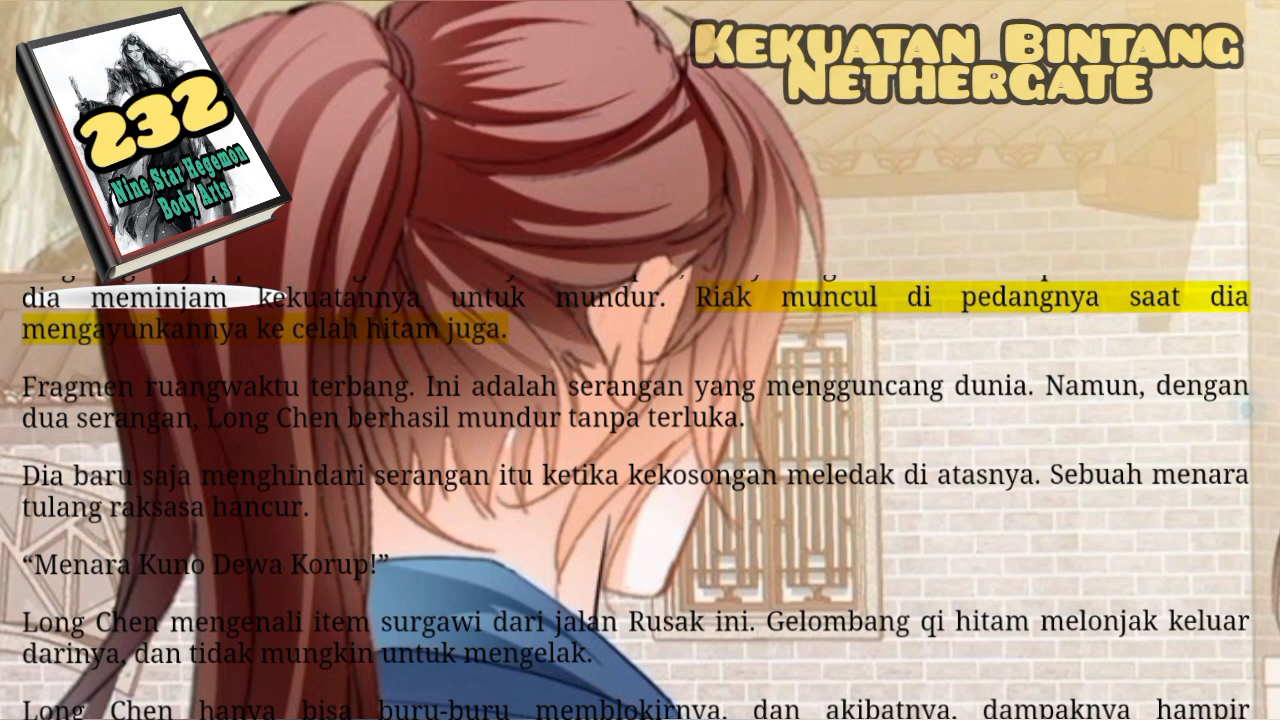 KEKUATAN BINTANG
NETHERGATE
232
Nine Star Hegemon
Body Arts
dia meminjam kekuatannya untuk mundur. Riak muncul di pedangnya saat dia
mengayunkannya ke celah hitam juga.
Fragmen ruangwaktu terbang. Ini adalah serangan yang mengguncang dunia. Namun, dengan
dua serangan, Long Chen berhasil mundur tanpa terluka.
Dia baru saja menghindari serangan itu ketika kekosongan meledak di atasnya. Sebuah menara
tulang raksasa hancur.
“Menara Kuno Dewa Korup!”
Long Chen mengenali item surgawi dari jalan Rusak ini. Gelombang qi hitam melonjak keluar
darinya, dan tidak mungkin untuk mengelak.
Long Chen hanya bisa buru-buru memblokirnya, dan akibatnya, dampaknya hampir